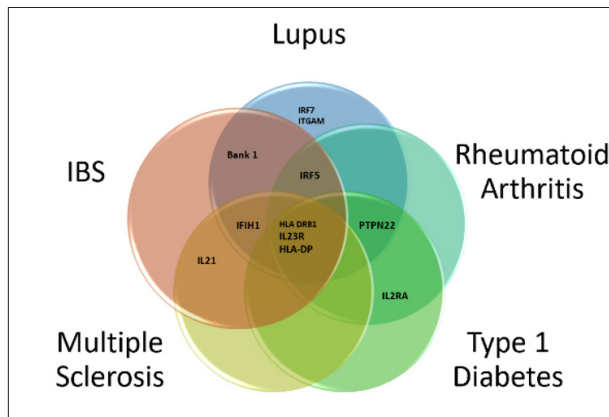 Lupus
IRF7
ITGAM
Bank 1
IBS
IRF5
Rheumatoid
Arthritis
IFIH1
HLA DRB1
IL23R
HLA-DP
PTPN22
IL21
IL2RA
Multiple
Sclerosis
Type 1
Diabetes